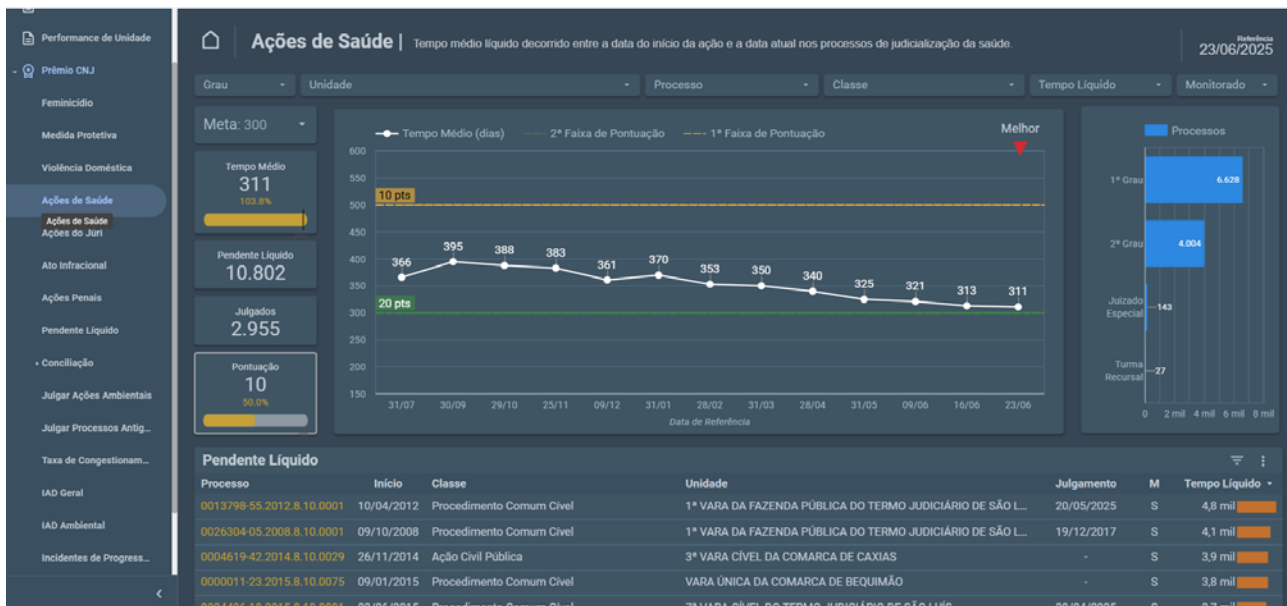 Performance de Unidade
Prêmio CNJ
Feminicídio
Medida Protetiva
Violência Doméstica
Ações de Saúde
Ações de Saúde
Ações do Júri
Ato Infracional
Ações Penais
Pendente Líquido
Conciliação
Julgar Ações Ambientais
Julgar Processos Antig...
Taxa de Congestionam...
IAD Geral
IAD Ambiental
Incidentes de Progress...
Ações de Saúde | Tempo médio líquido decorrido entre a data do início da ação e a data atual nos processos de judicialização da saúde.
Referência
23/06/2025
Grau Unidade Processo Classe Tempo Líquido Monitorado
Meta: 300
Tempo Médio
311
103.8%
Pendente Líquido
10.802
Julgados
2.955
Pontuação
10
50.0%
Tempo Médio (dias) 2ª Faixa de Pontuação 1ª Faixa de Pontuação
Melhor
600
550
500
450
400
350
300
250
200
150
10 pts
20 pts
366 395 388 383 361 370 353 350 340 325 321 313 311
31/07 30/09 29/10 25/11 09/12 31/01 28/02 31/03 28/04 31/05 09/06 16/06 23/06
Data de Referência
Processos
1º Grau 6.628
2º Grau 4.004
Juizado Especial 143
Turma Recursal 27
0 2 mil 4 mil 6 mil 8 mil
Pendente Líquido
Processo Início Classe Unidade Julgamento M Tempo Líquido
0013798-55.2012.8.10.0001 10/04/2012 Procedimento Comum Cível 1ª VARA DA FAZENDA PÚBLICA DO TERMO JUDICIÁRIO DE SÃO L... 20/05/2025 S 4,8 mil
0026304-05.2008.8.10.0001 09/10/2008 Procedimento Comum Cível 1ª VARA DA FAZENDA PÚBLICA DO TERMO JUDICIÁRIO DE SÃO L... 19/12/2017 S 4,1 mil
0004619-42.2014.8.10.0029 26/11/2014 Ação Civil Pública 3ª VARA CÍVEL DA COMARCA DE CAXIAS - S 3,9 mil
0000011-23.2015.8.10.0075 09/01/2015 Procedimento Comum Cível VARA ÚNICA DA COMARCA DE BEQUIMÃO - S 3,8 mil